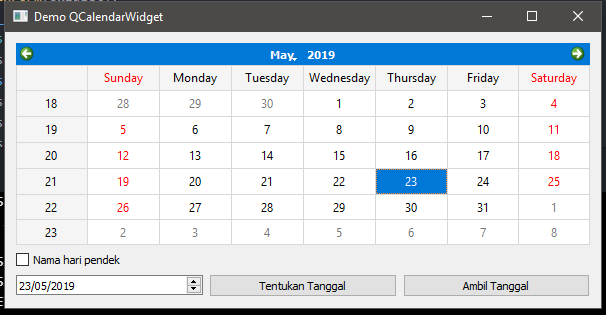 Demo QCalendarWidget
May, 2019
Sunday Monday Tuesday Wednesday Thursday Friday Saturday
18 28 29 30 1 2 3 4
19 5 6 7 8 9 10 11
20 12 13 14 15 16 17 18
21 19 20 21 22 23 24 25
22 26 27 28 29 30 31 1
23 2 3 4 5 6 7 8
Nama hari pendek
23/05/2019 Tentukan Tanggal Ambil Tanggal